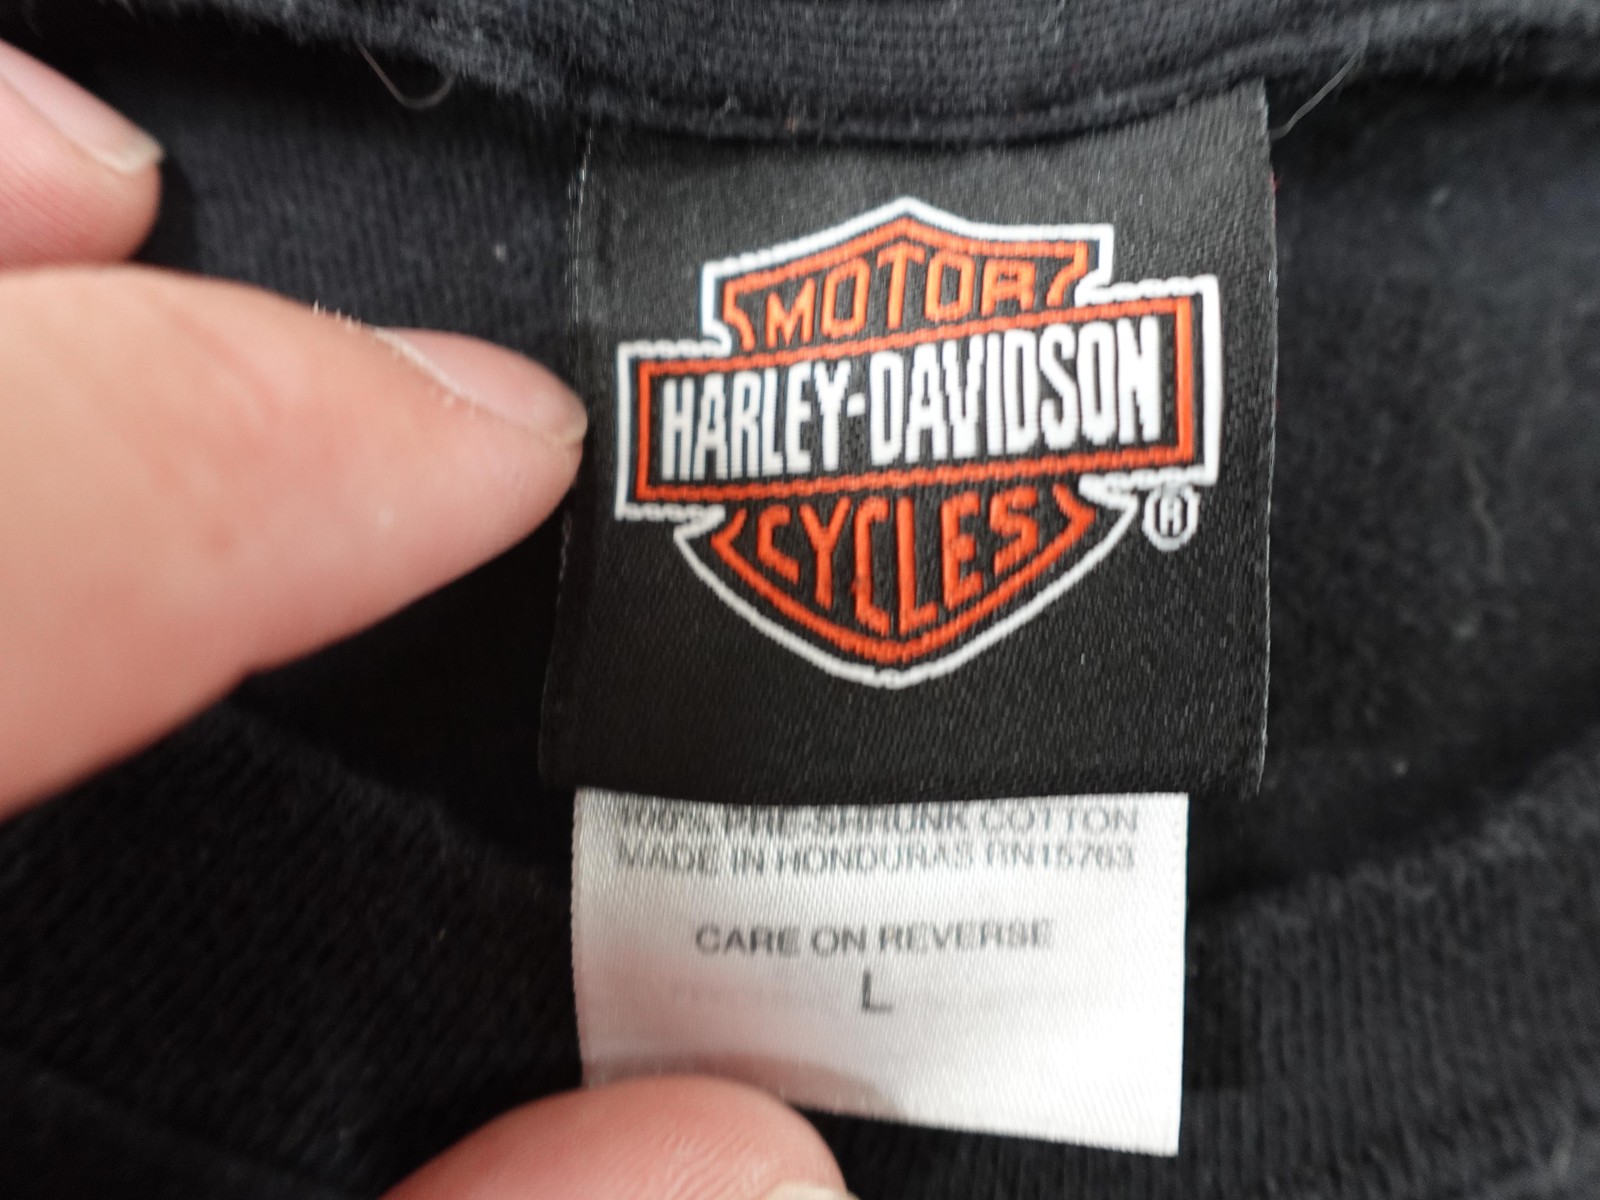 MOTOR
HARLEY-DAVIDSON
CYCLES
®
100% PRE-SHRUNK COTTON
MADE IN HONDURAS RN15763
CARE ON REVERSE
L